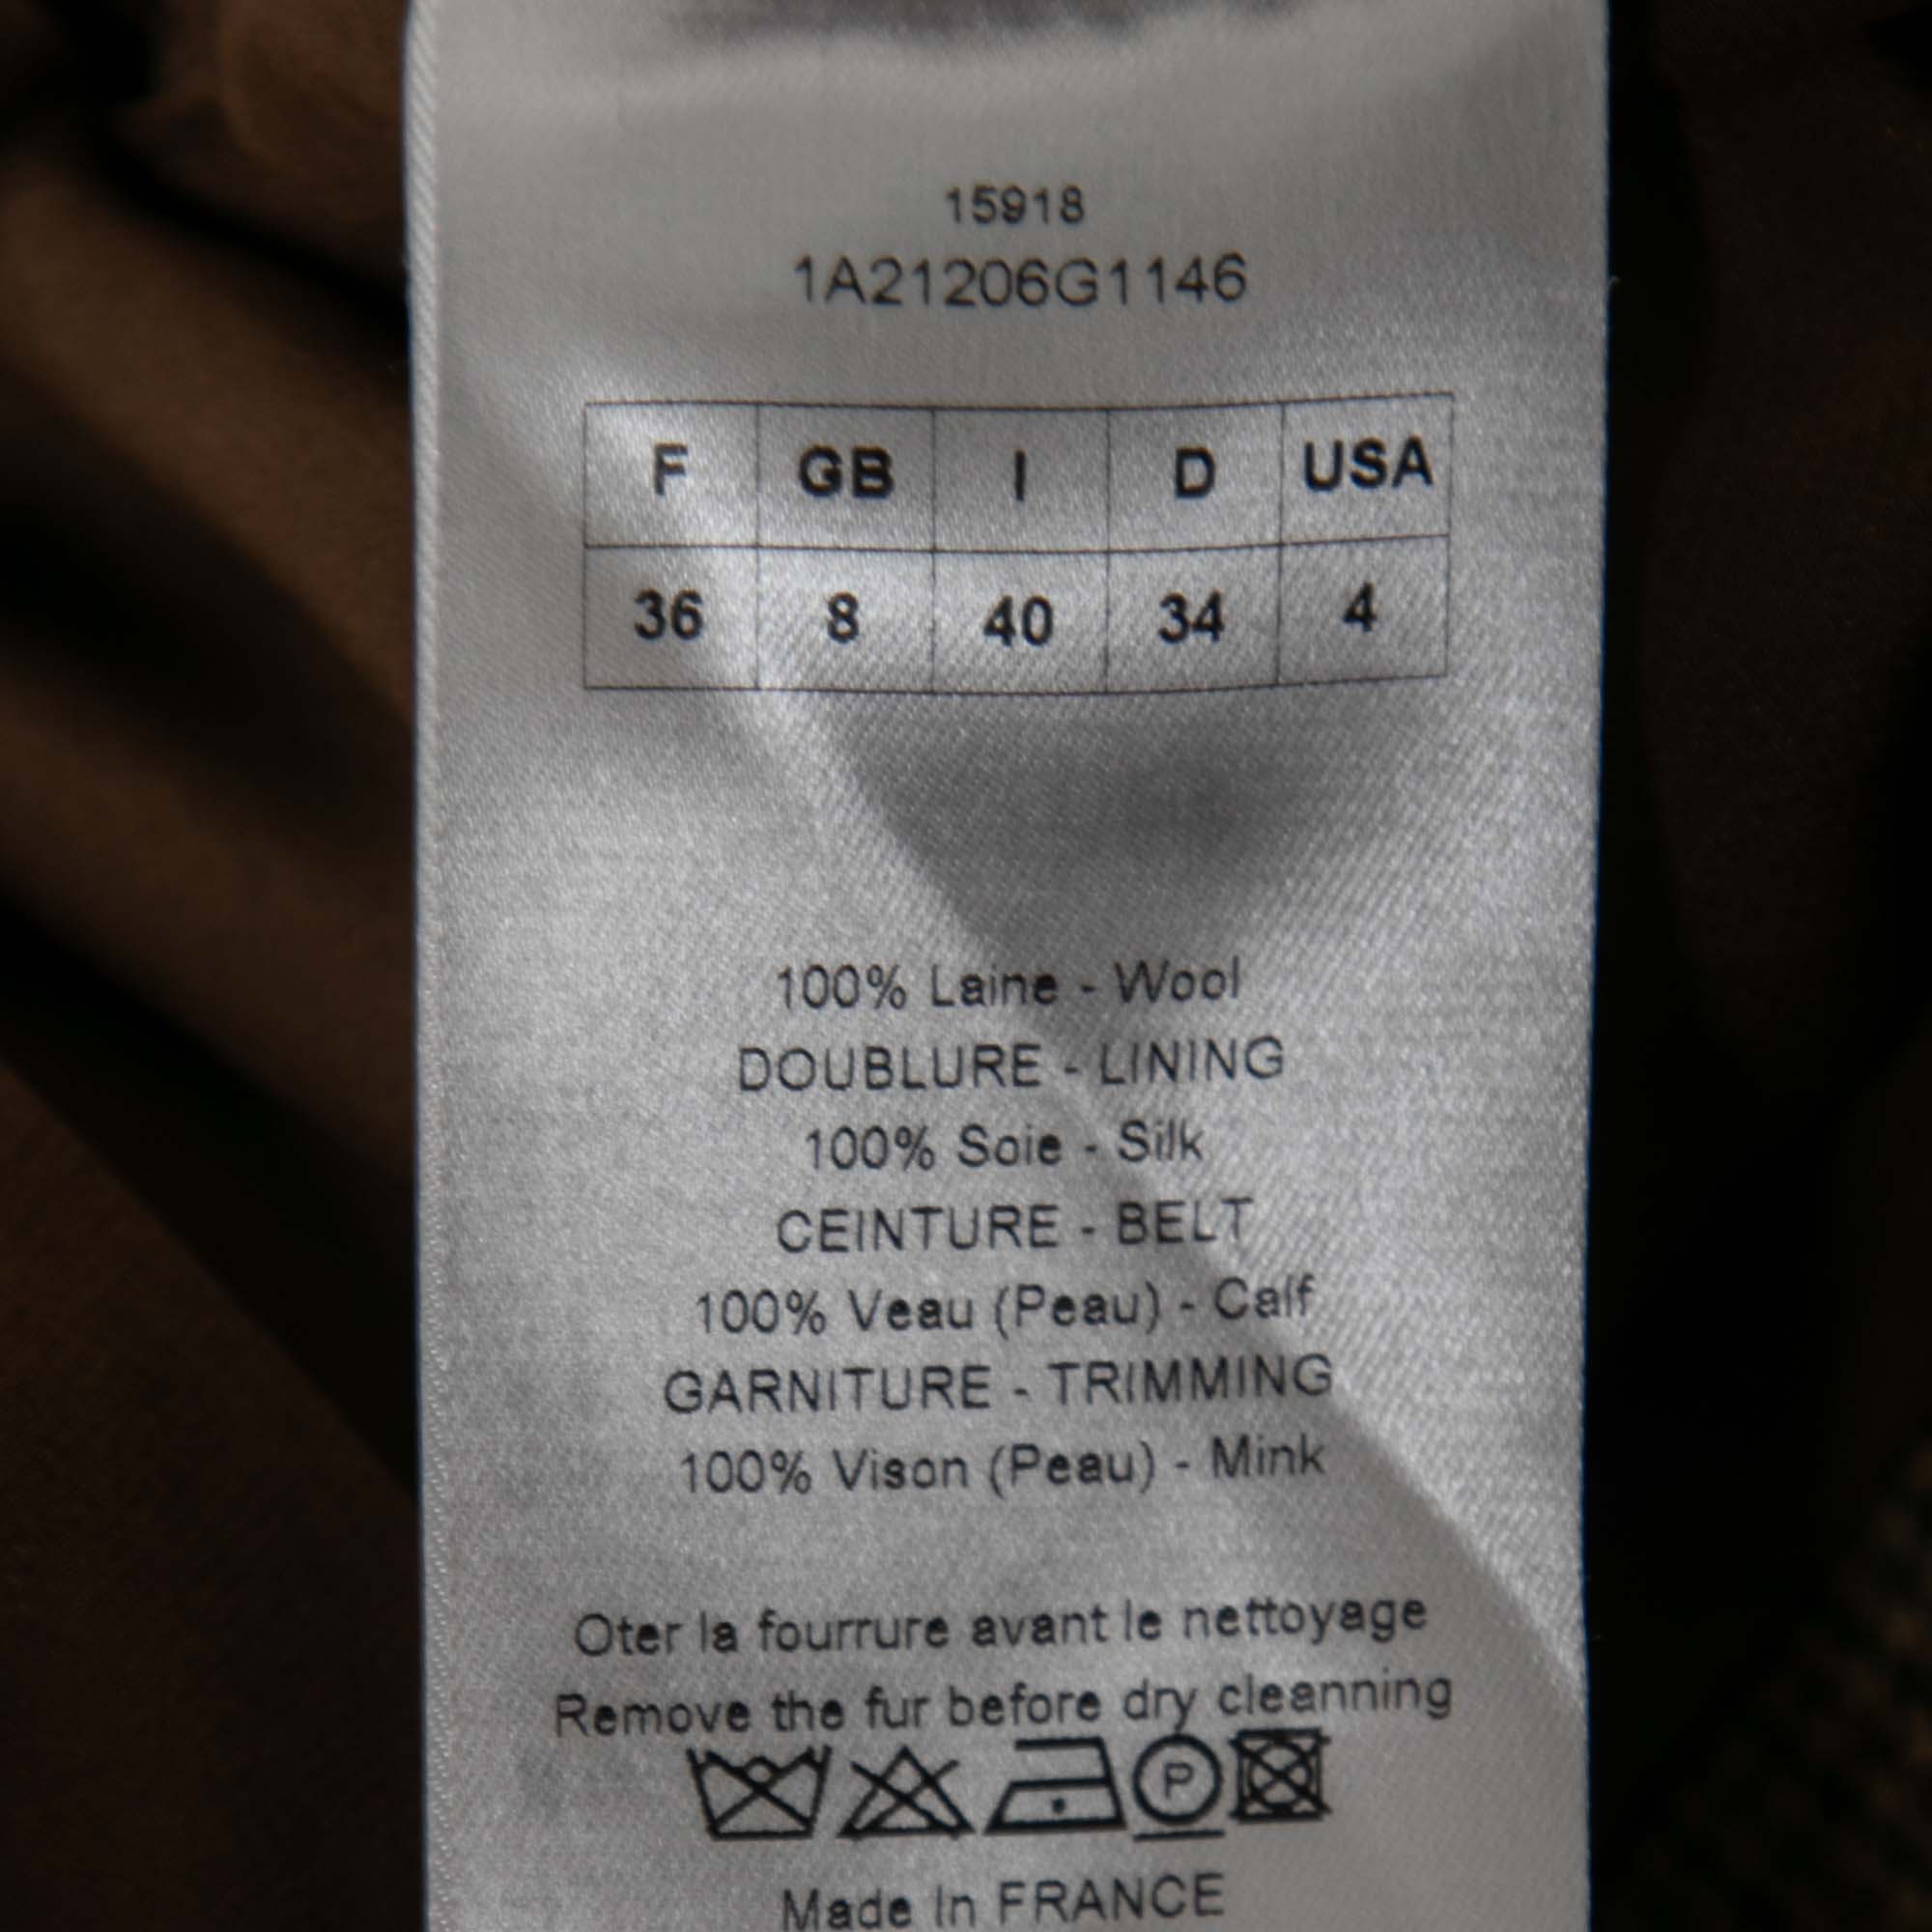 15918
1A21206G1146
F GB I D USA
36 8 40 34 4
100% Laine - Wool
DOUBLURE - LINING
100% Soie - Silk
CEINTURE - BELT
100% Veau (Peau) - Calf
GARNITURE - TRIMMING
100% Vison (Peau) - Mink
Oter la fourrure avant le nettoyage
Remove the fur before dry cleanning
P
Made In FRANCE